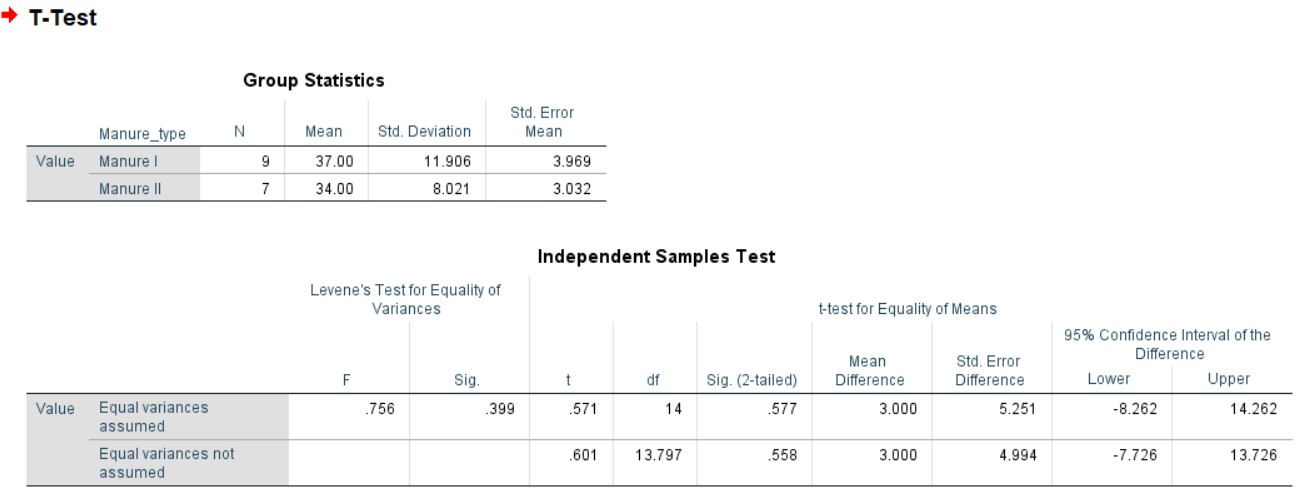 T-Test
Group Statistics
Manure_type N Mean Std. Deviation Std. Error Mean
Value Manure I 9 37.00 11.906 3.969
Manure II 7 34.00 8.021 3.032
Independent Samples Test
Levene's Test for Equality of Variances t-test for Equality of Means
95% Confidence Interval of the Difference
F Sig. t df Sig. (2-tailed) Mean Difference Std. Error Difference Lower Upper
Value Equal variances assumed .756 .399 .571 14 .577 3.000 5.251 -8.262 14.262
Equal variances not assumed .601 13.797 .558 3.000 4.994 -7.726 13.726